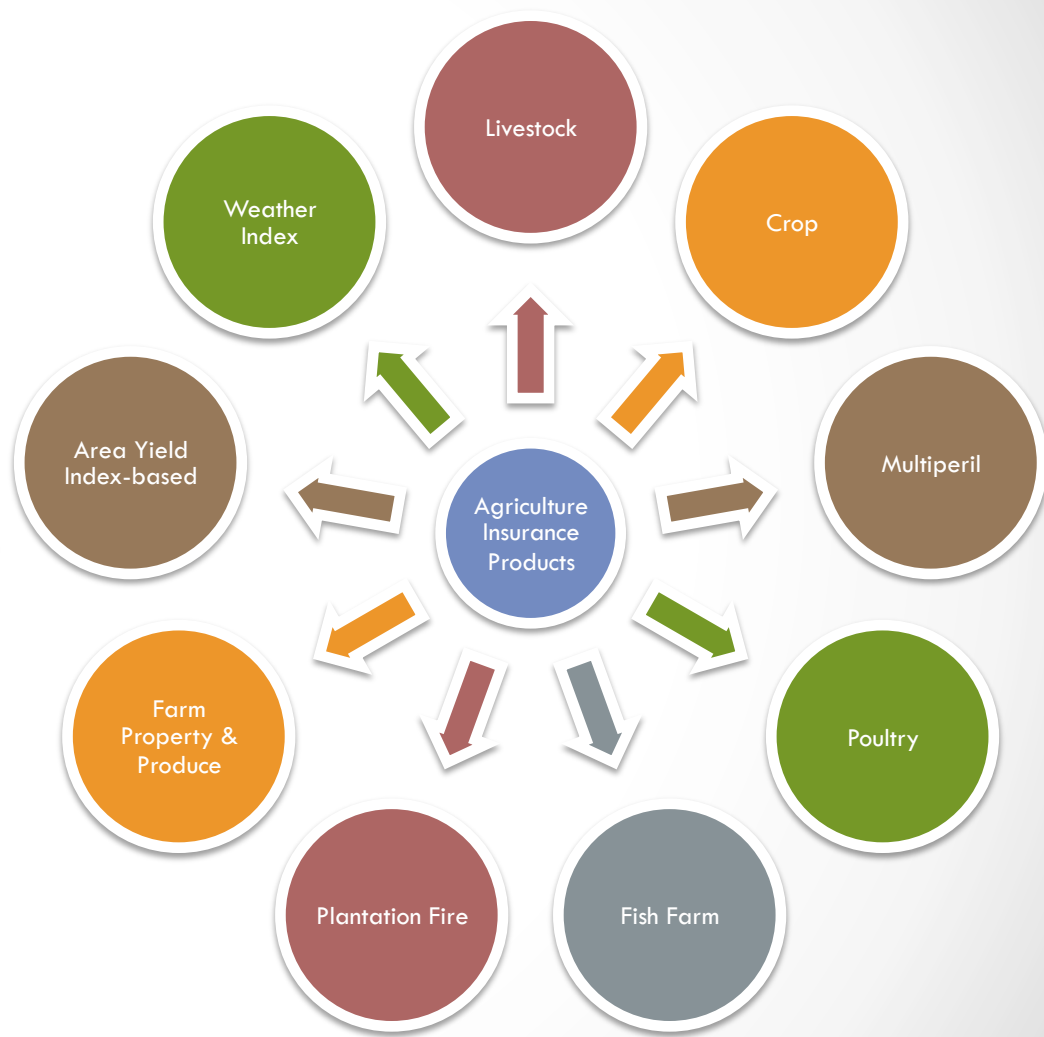 Livestock
Crop
Multiperil
Poultry
Fish Farm
Plantation Fire
Farm
Property &
Produce
Area Yield
Index-based
Weather
Index
Agriculture
Insurance
Products